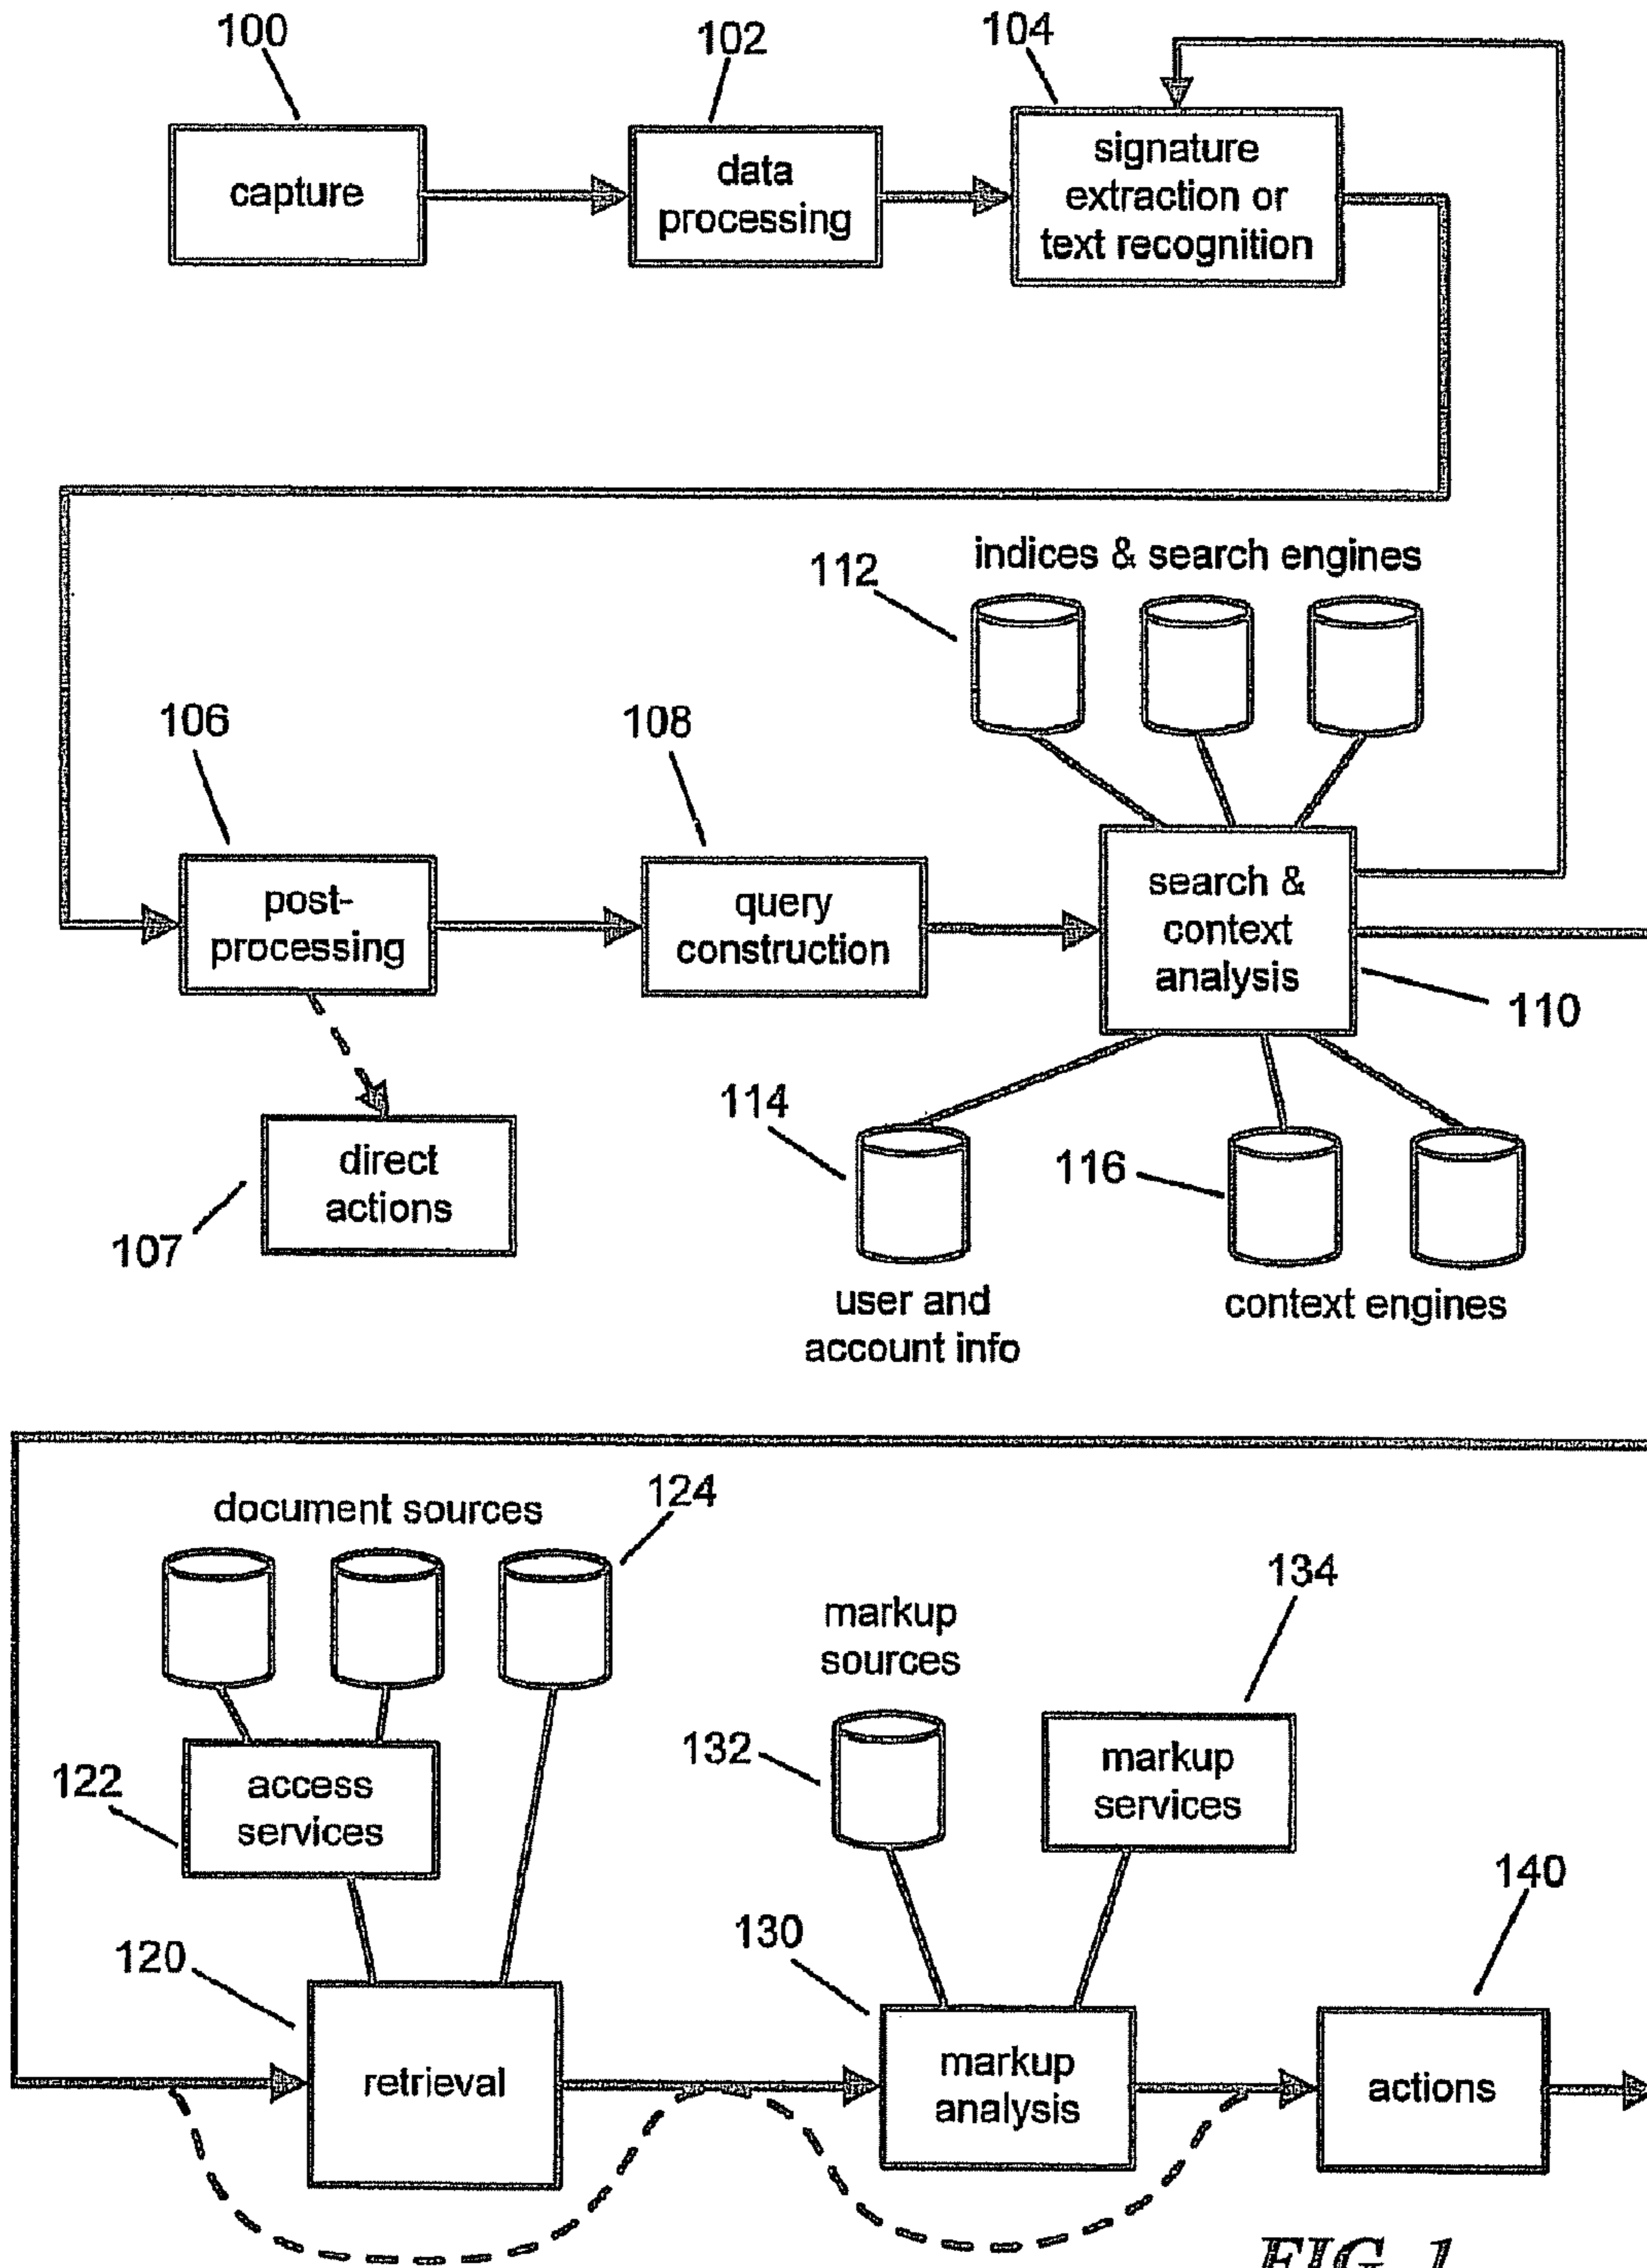 100
102
104
capture
data
processing
signature
extraction or
text recognition
indices & search engines
112
106
108
post-
processing
query
construction
search &
context
analysis
110
114
116
direct
actions
107
user and
account info
context engines
document sources
124
134
markup
sources
132
markup
services
122
access
services
140
130
120
retrieval
markup
analysis
actions
FIG. 1